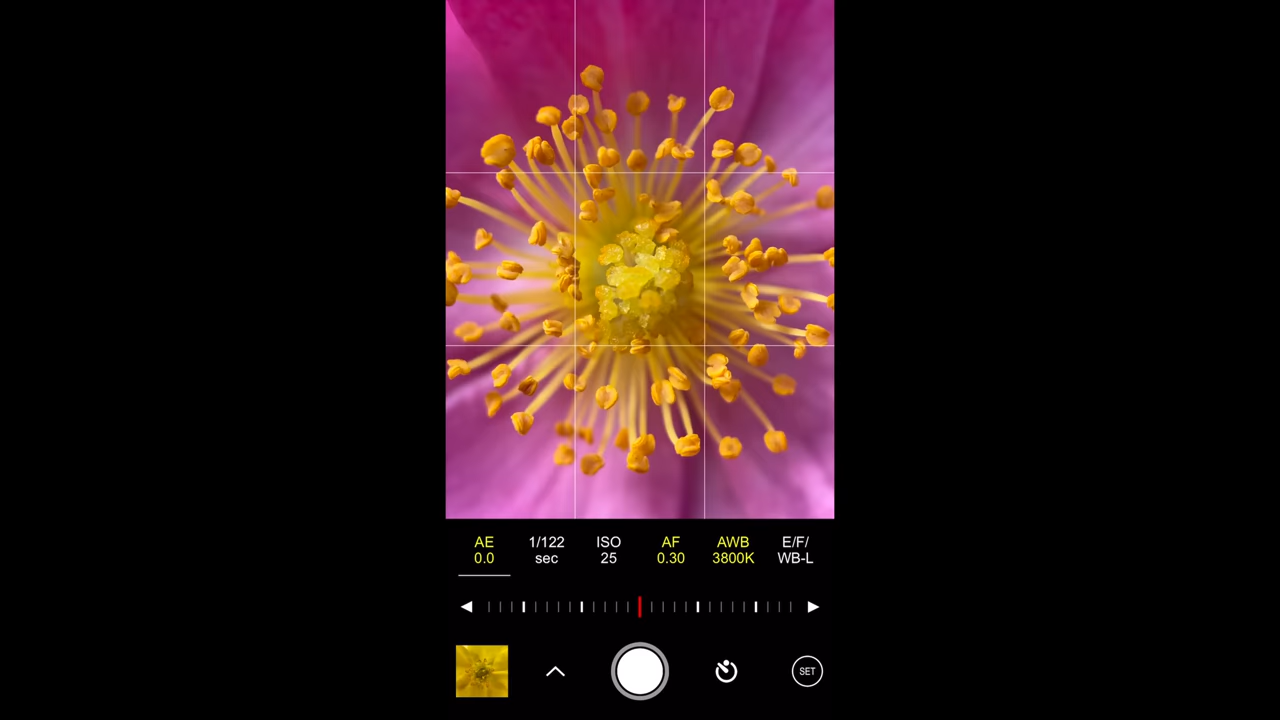 AE
0.0
1/122
sec
ISO
25
AF
0.30
AWB
3800K
E/F/
WB-L
SET